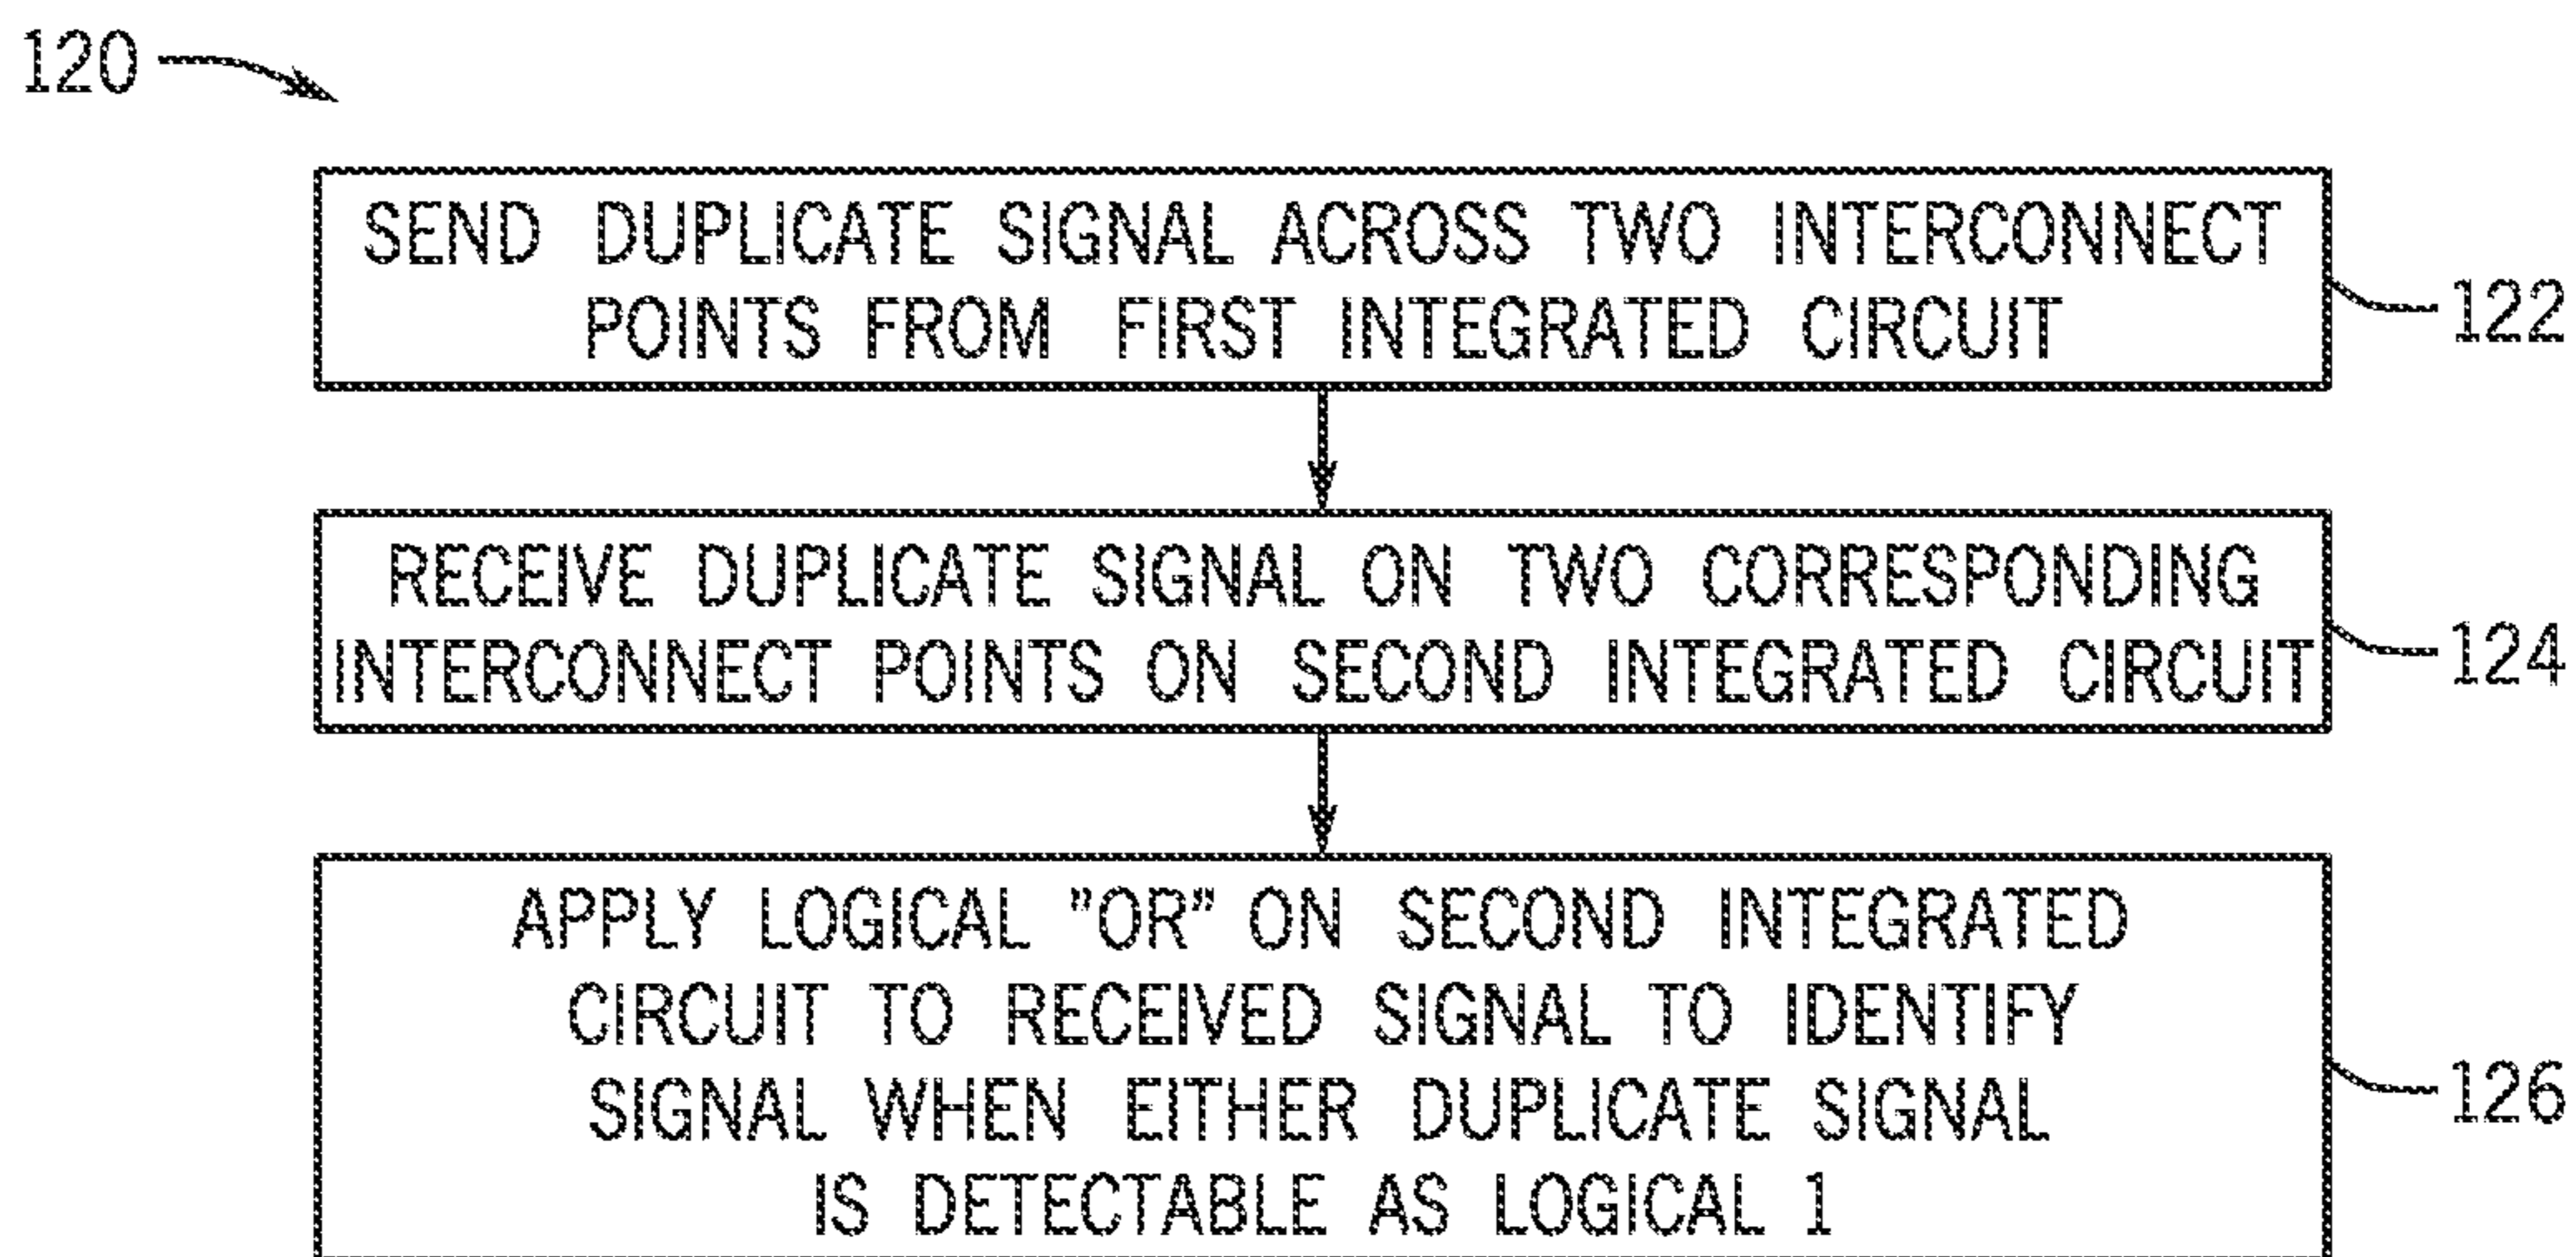 120
SEND DUPLICATE SIGNAL ACROSS TWO INTERCONNECT
POINTS FROM FIRST INTEGRATED CIRCUIT
122
RECEIVE DUPLICATE SIGNAL ON TWO CORRESPONDING
INTERCONNECT POINTS ON SECOND INTEGRATED CIRCUIT
124
APPLY LOGICAL "OR" ON SECOND INTEGRATED
CIRCUIT TO RECEIVED SIGNAL TO IDENTIFY
SIGNAL WHEN EITHER DUPLICATE SIGNAL
IS DETECTABLE AS LOGICAL 1
126